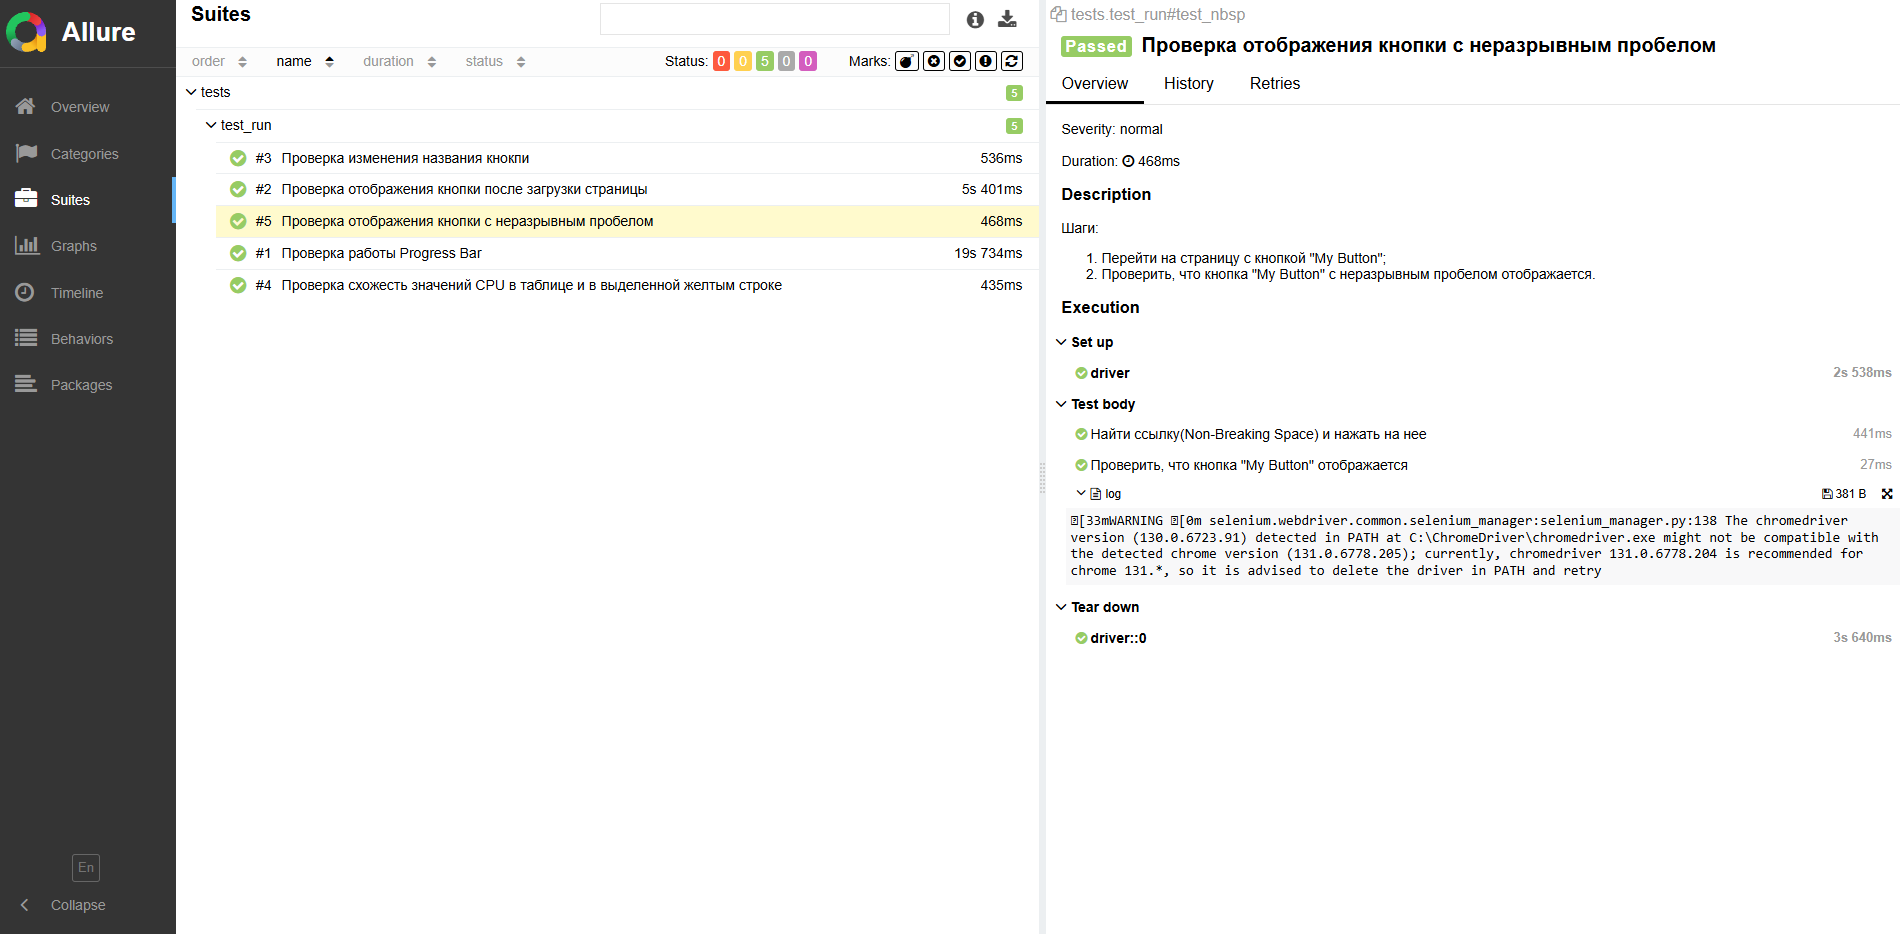 Allure
Overview
Categories
Suites
Graphs
Timeline
Behaviors
Packages
En
Collapse
Suites
order name duration status Status: 0 0 5 0 0 Marks:
tests 5
test_run 5
#3 Проверка изменения названия кнокпи 536ms
#2 Проверка отображения кнопки после загрузки страницы 5s 401ms
#5 Проверка отображения кнопки с неразрывным пробелом 468ms
#1 Проверка работы Progress Bar 19s 734ms
#4 Проверка схожесть значений CPU в таблице и в выделенной желтым строке 435ms
tests.test_run#test_nbsp
Passed Проверка отображения кнопки с неразрывным пробелом
Overview History Retries
Severity: normal
Duration: 468ms
Description
Шаги:
1. Перейти на страницу с кнопкой "My Button";
2. Проверить, что кнопка "My Button" с неразрывным пробелом отображается.
Execution
Set up
driver 2s 538ms
Test body
Найти ссылку(Non-Breaking Space) и нажать на нее 441ms
Проверить, что кнопка "My Button" отображается 27ms
log 381 B
[33mWARNING [0m selenium.webdriver.common.selenium_manager:selenium_manager.py:138 The chromedriver
version (130.0.6723.91) detected in PATH at C:\ChromeDriver\chromedriver.exe might not be compatible with
the detected chrome version (131.0.6778.205); currently, chromedriver 131.0.6778.204 is recommended for
chrome 131.*, so it is advised to delete the driver in PATH and retry
Tear down
driver::0 3s 640ms